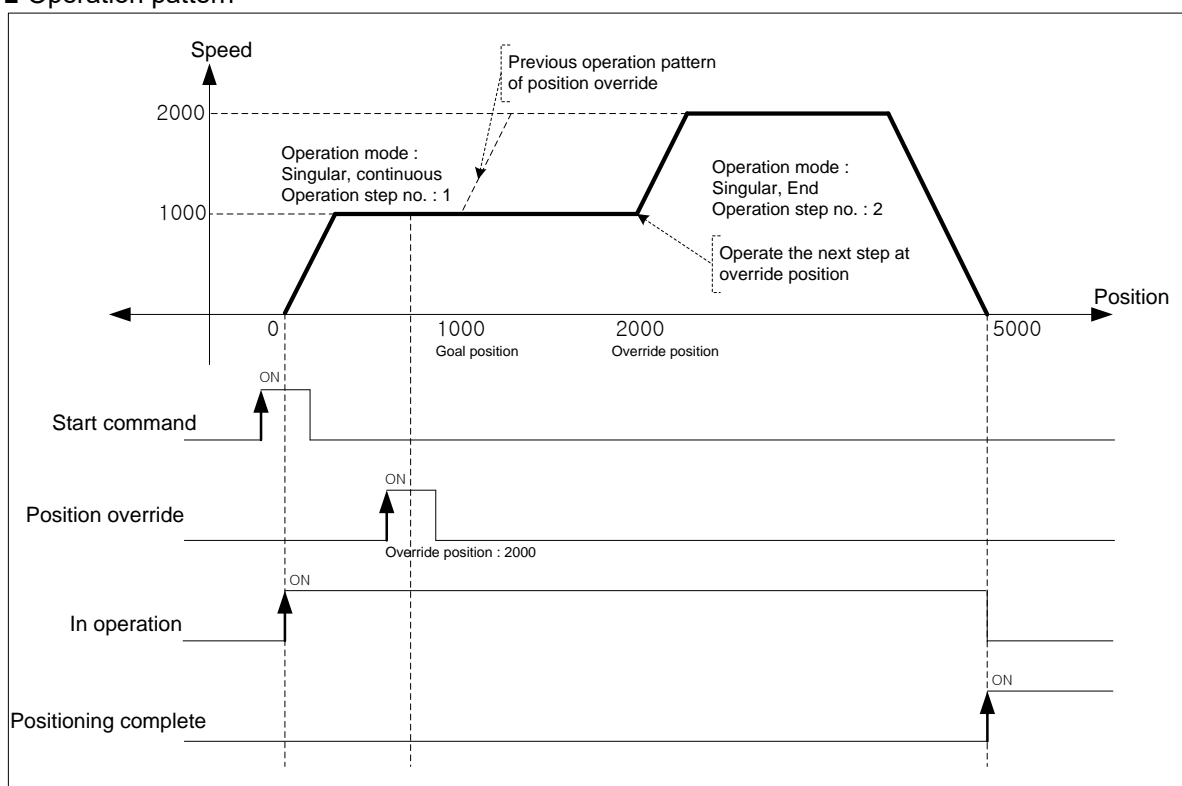 Operation pattern
Speed
Previous operation pattern
of position override
2000
Operation mode :
Singular, continuous
Operation step no. : 1
Operation mode :
Singular, End
Operation step no. : 2
1000
Operate the next step at
override position
Position
0
1000
2000
5000
Goal position
Override position
ON
Start command
ON
Position override
Override position : 2000
ON
In operation
ON
Positioning complete